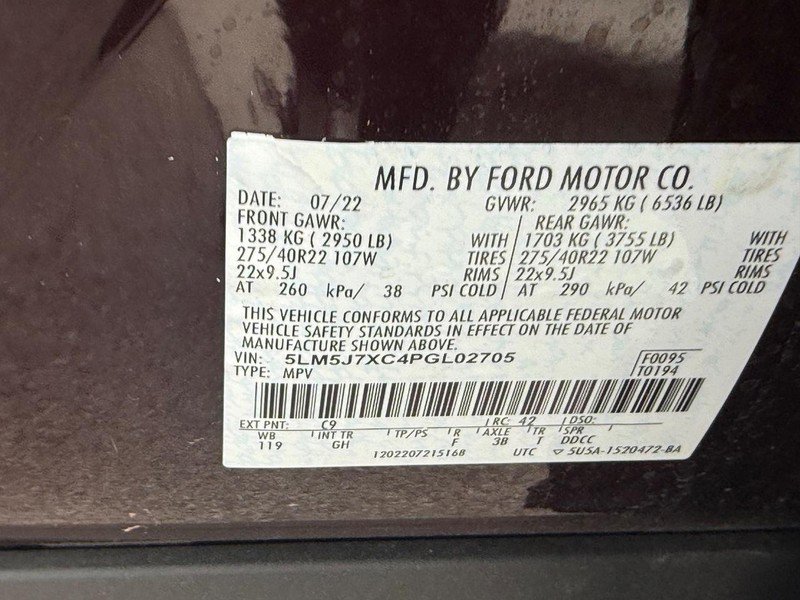 MFD. BY FORD MOTOR CO.
DATE: 07/22 GVWR: 2965 KG ( 6536 LB)
FRONT GAWR: REAR GAWR:
1338 KG ( 2950 LB) WITH 1703 KG ( 3755 LB) WITH
275/40R22 107W TIRES 275/40R22 107W TIRES
22x9.5J RIMS 22x9.5J RIMS
AT 260 kPa/ 38 PSI COLD AT 290 kPa/ 42 PSI COLD
THIS VEHICLE CONFORMS TO ALL APPLICABLE FEDERAL MOTOR
VEHICLE SAFETY STANDARDS IN EFFECT ON THE DATE OF
MANUFACTURE SHOWN ABOVE.
VIN: 5LM5J7XC4PGL02705 F0095
TYPE: MPV T0194
EXT PNT: C9 RC: 42 DSO:
WB INT TR TP/PS R AXLE TR SPR
119 GH F 3B T DDCC
120220721516B UTC ▽ 5U5A-1520472-BA